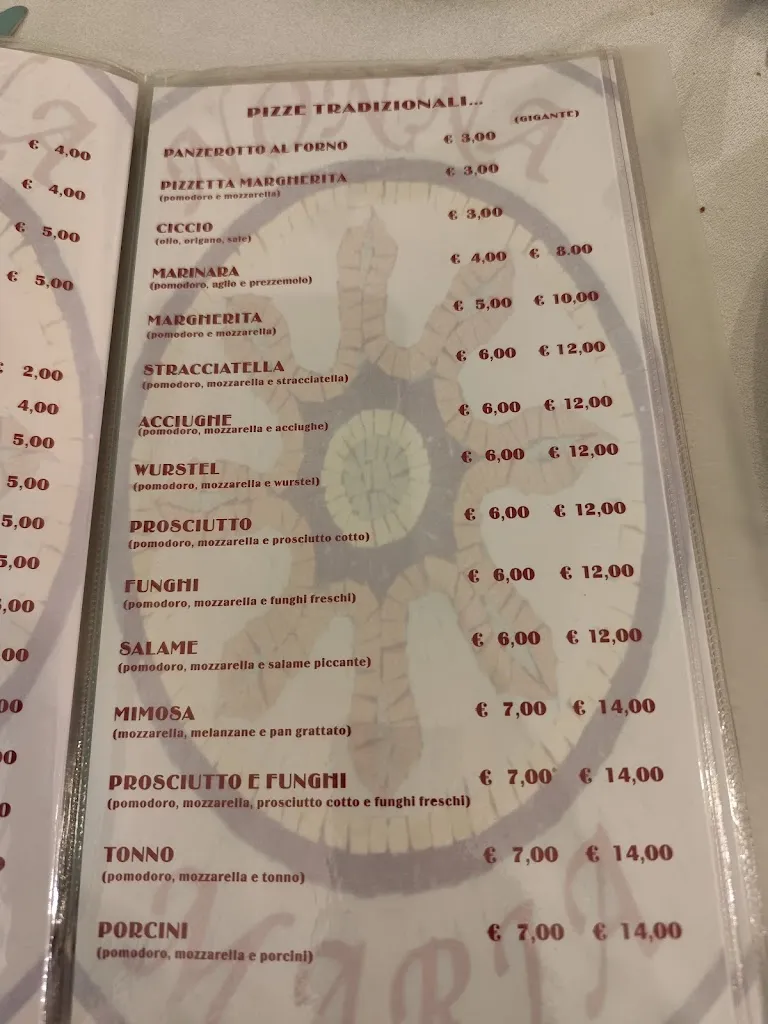 PIZZE TRADIZIONALI...
(GIGANTE)
PANZEROTTO AL FORNO € 3,00
PIZZETTA MARGHERITA € 3,00
(pomodoro e mozzarella)
CICCIO € 3,00
(olio, origano, sale)
MARINARA € 4,00 € 8.00
(pomodoro, aglio e prezzemolo)
MARGHERITA € 5,00 € 10,00
(pomodoro e mozzarella)
STRACCIATELLA € 6,00 € 12,00
(pomodoro, mozzarella e stracciatella)
ACCIUGHE € 6,00 € 12,00
(pomodoro, mozzarella e acciughe)
WURSTEL € 6,00 € 12,00
(pomodoro, mozzarella e wurstel)
PROSCIUTTO € 6,00 € 12,00
(pomodoro, mozzarella e prosciutto cotto)
FUNGHI € 6,00 € 12,00
(pomodoro, mozzarella e funghi freschi)
SALAME € 6,00 € 12,00
(pomodoro, mozzarella e salame piccante)
MIMOSA € 7,00 € 14,00
(mozzarella, melanzane e pan grattato)
PROSCIUTTO E FUNGHI € 7,00 € 14,00
(pomodoro, mozzarella, prosciutto cotto e funghi freschi)
TONNO € 7,00 € 14,00
(pomodoro, mozzarella e tonno)
PORCINI € 7,00 € 14,00
(pomodoro, mozzarella e porcini)
NONNA
MARIA
€ 4,00
€ 4,00
€ 5,00
€ 5,00
2,00
4,00
5,00
5,00
5,00
5,00
,00
00
00